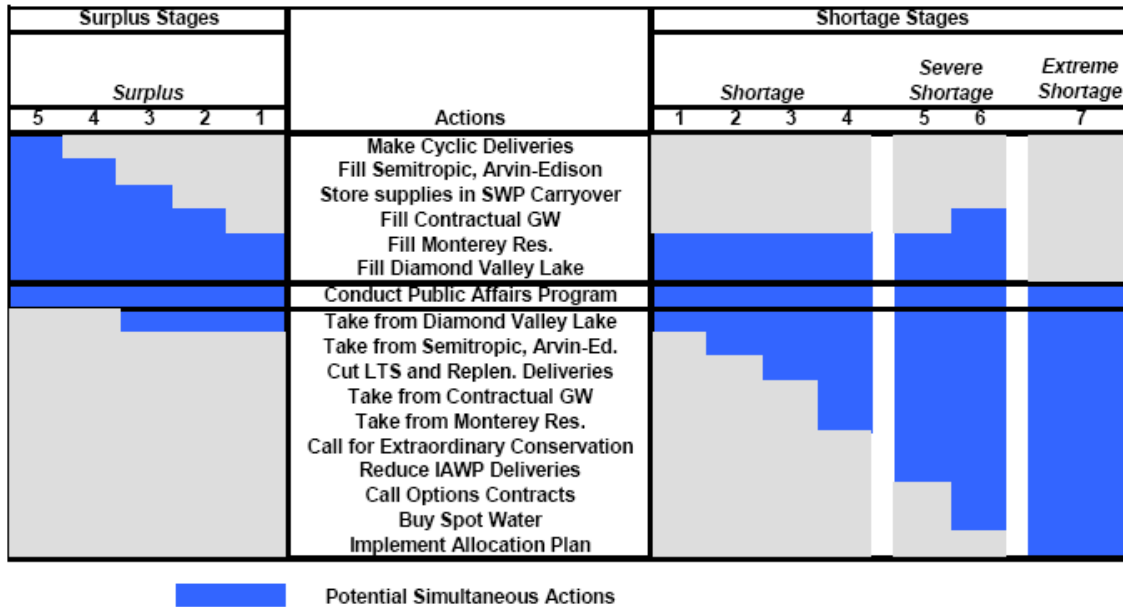 Surplus Stages
Shortage Stages
Severe Extreme
Surplus Shortage Shortage Shortage
5 4 3 2 1 Actions 1 2 3 4 5 6 7
Make Cyclic Deliveries
Fill Semitropic, Arvin-Edison
Store supplies in SWP Carryover
Fill Contractual GW
Fill Monterey Res.
Fill Diamond Valley Lake
Conduct Public Affairs Program
Take from Diamond Valley Lake
Take from Semitropic, Arvin-Ed.
Cut LTS and Replen. Deliveries
Take from Contractual GW
Take from Monterey Res.
Call for Extraordinary Conservation
Reduce IAWP Deliveries
Call Options Contracts
Buy Spot Water
Implement Allocation Plan
Potential Simultaneous Actions